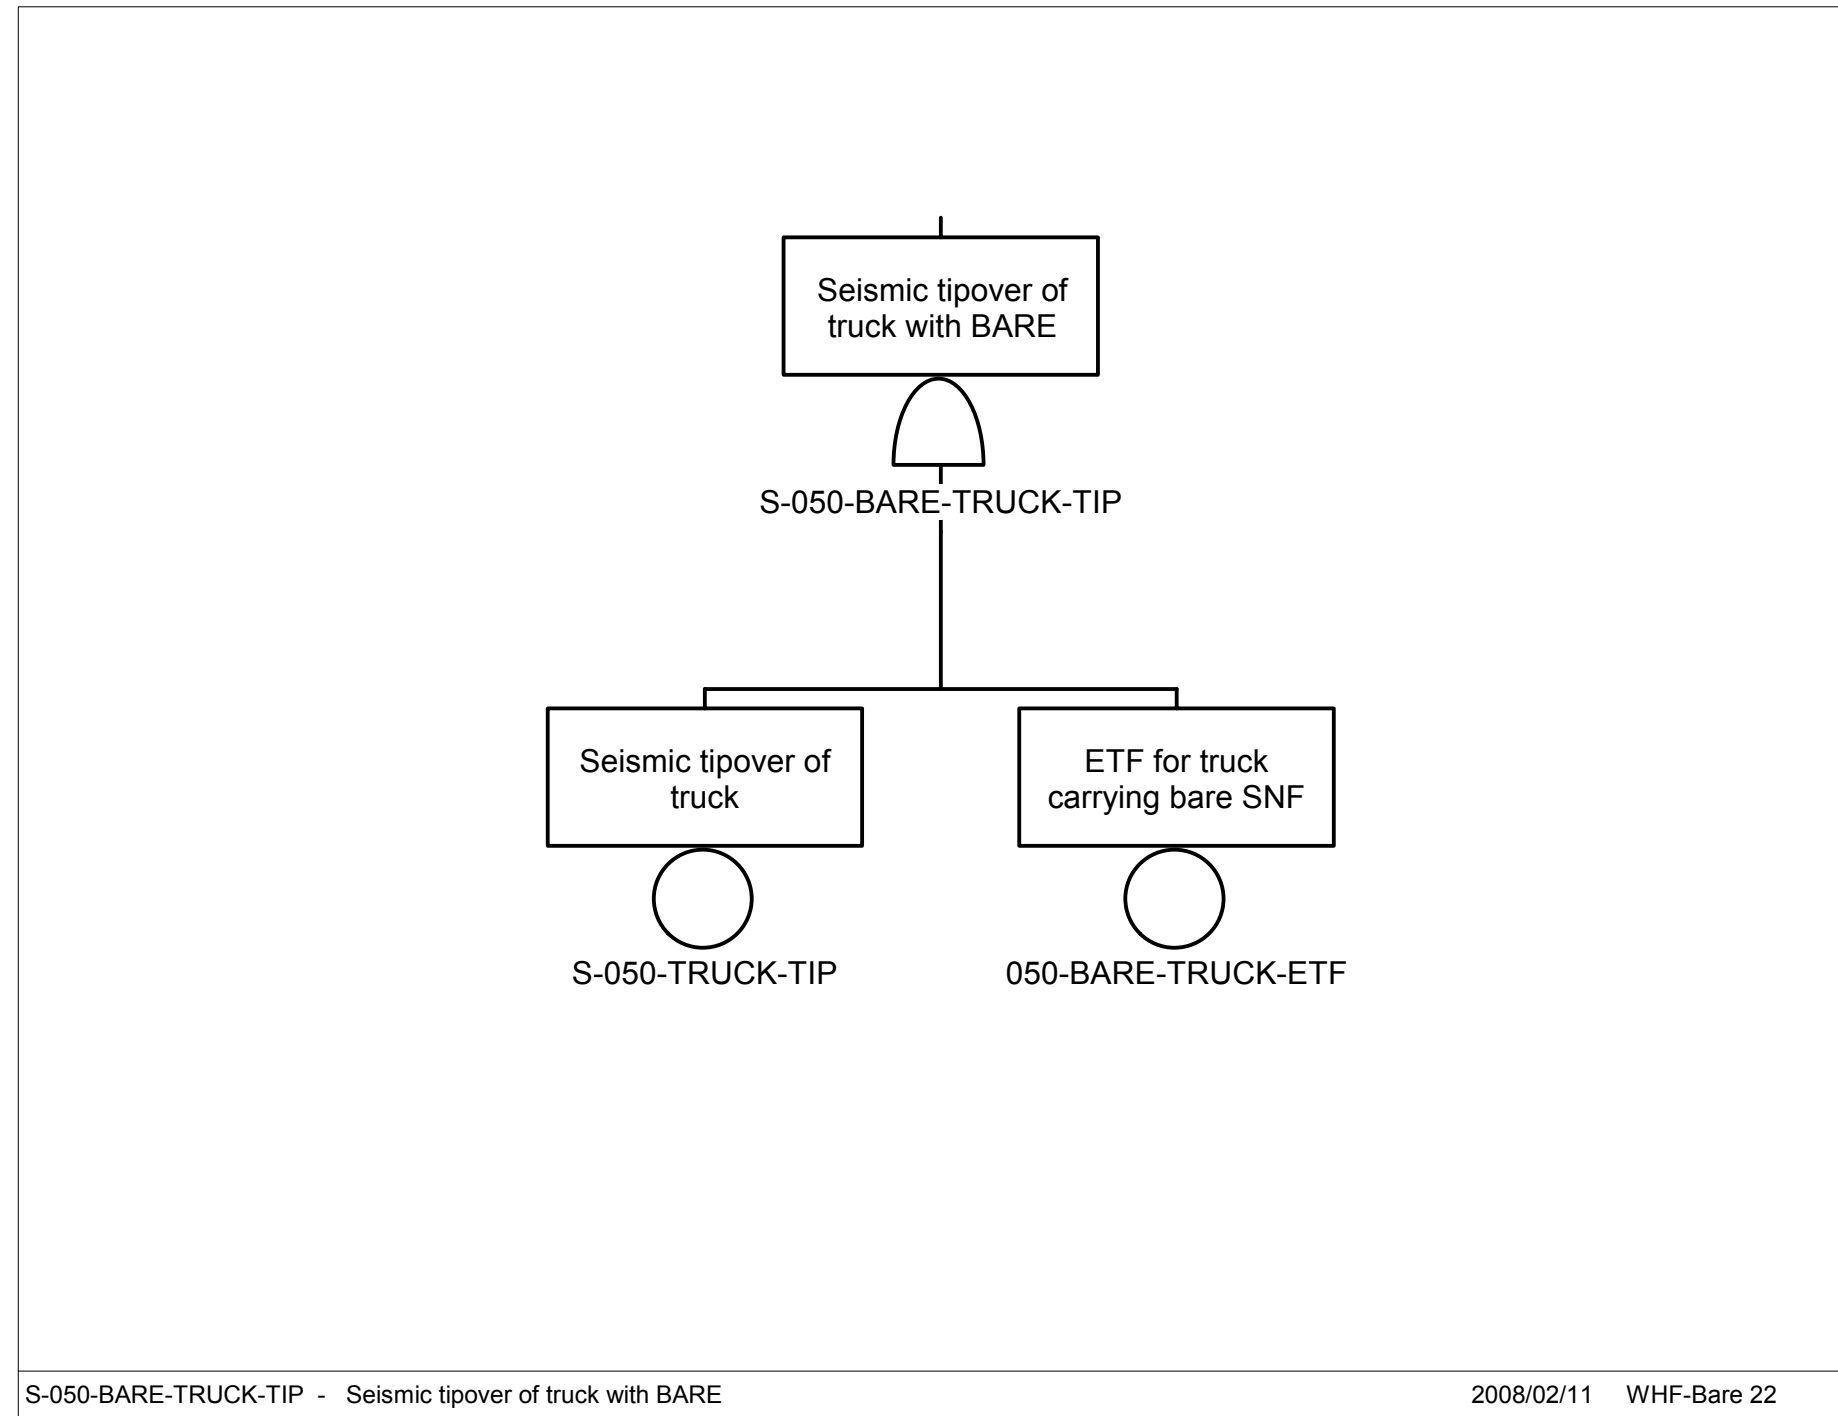 Seismic tipover of
truck with BARE
S-050-BARE-TRUCK-TIP
Seismic tipover of
truck
ETF for truck
carrying bare SNF
S-050-TRUCK-TIP
050-BARE-TRUCK-ETF
S-050-BARE-TRUCK-TIP - Seismic tipover of truck with BARE
2008/02/11 WHF-Bare 22